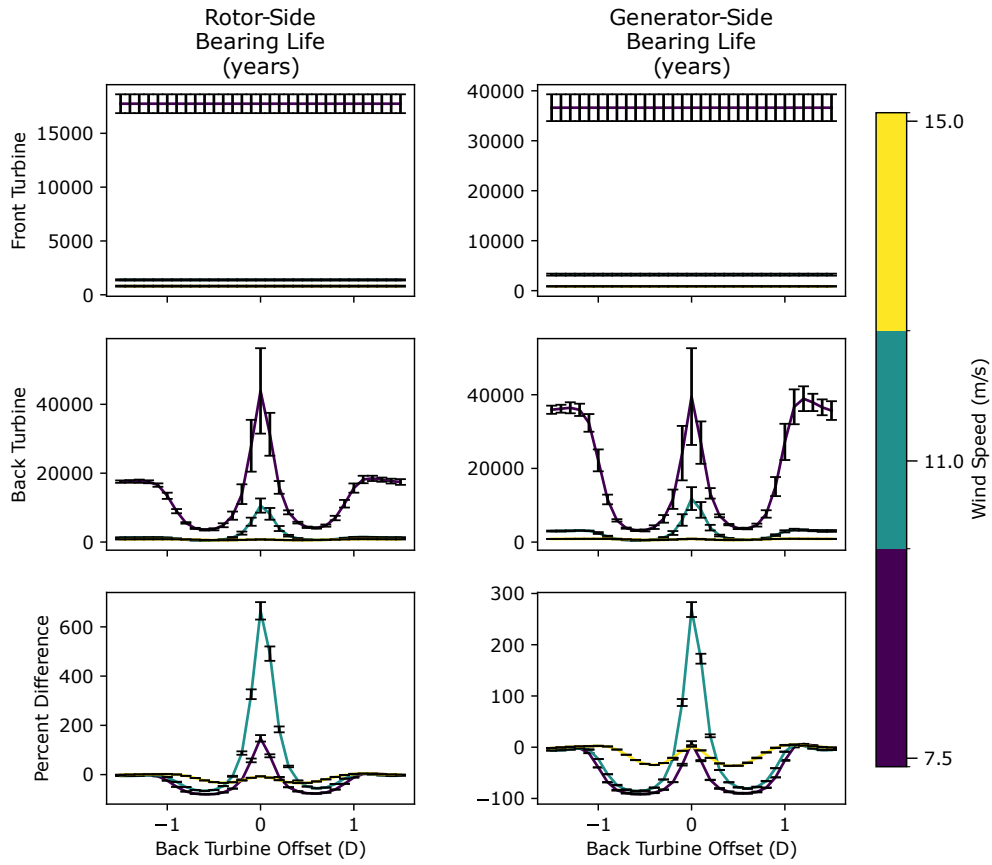 Rotor-Side
Bearing Life
(years)
Generator-Side
Bearing Life
(years)
Front Turbine
15000
10000
5000
0
40000
30000
20000
10000
0
Back Turbine
40000
20000
0
40000
20000
0
Percent Difference
600
400
200
0
−1
0
1
Back Turbine Offset (D)
300
200
100
0
−100
−1
0
1
Back Turbine Offset (D)
15.0
11.0
7.5
Wind Speed (m/s)